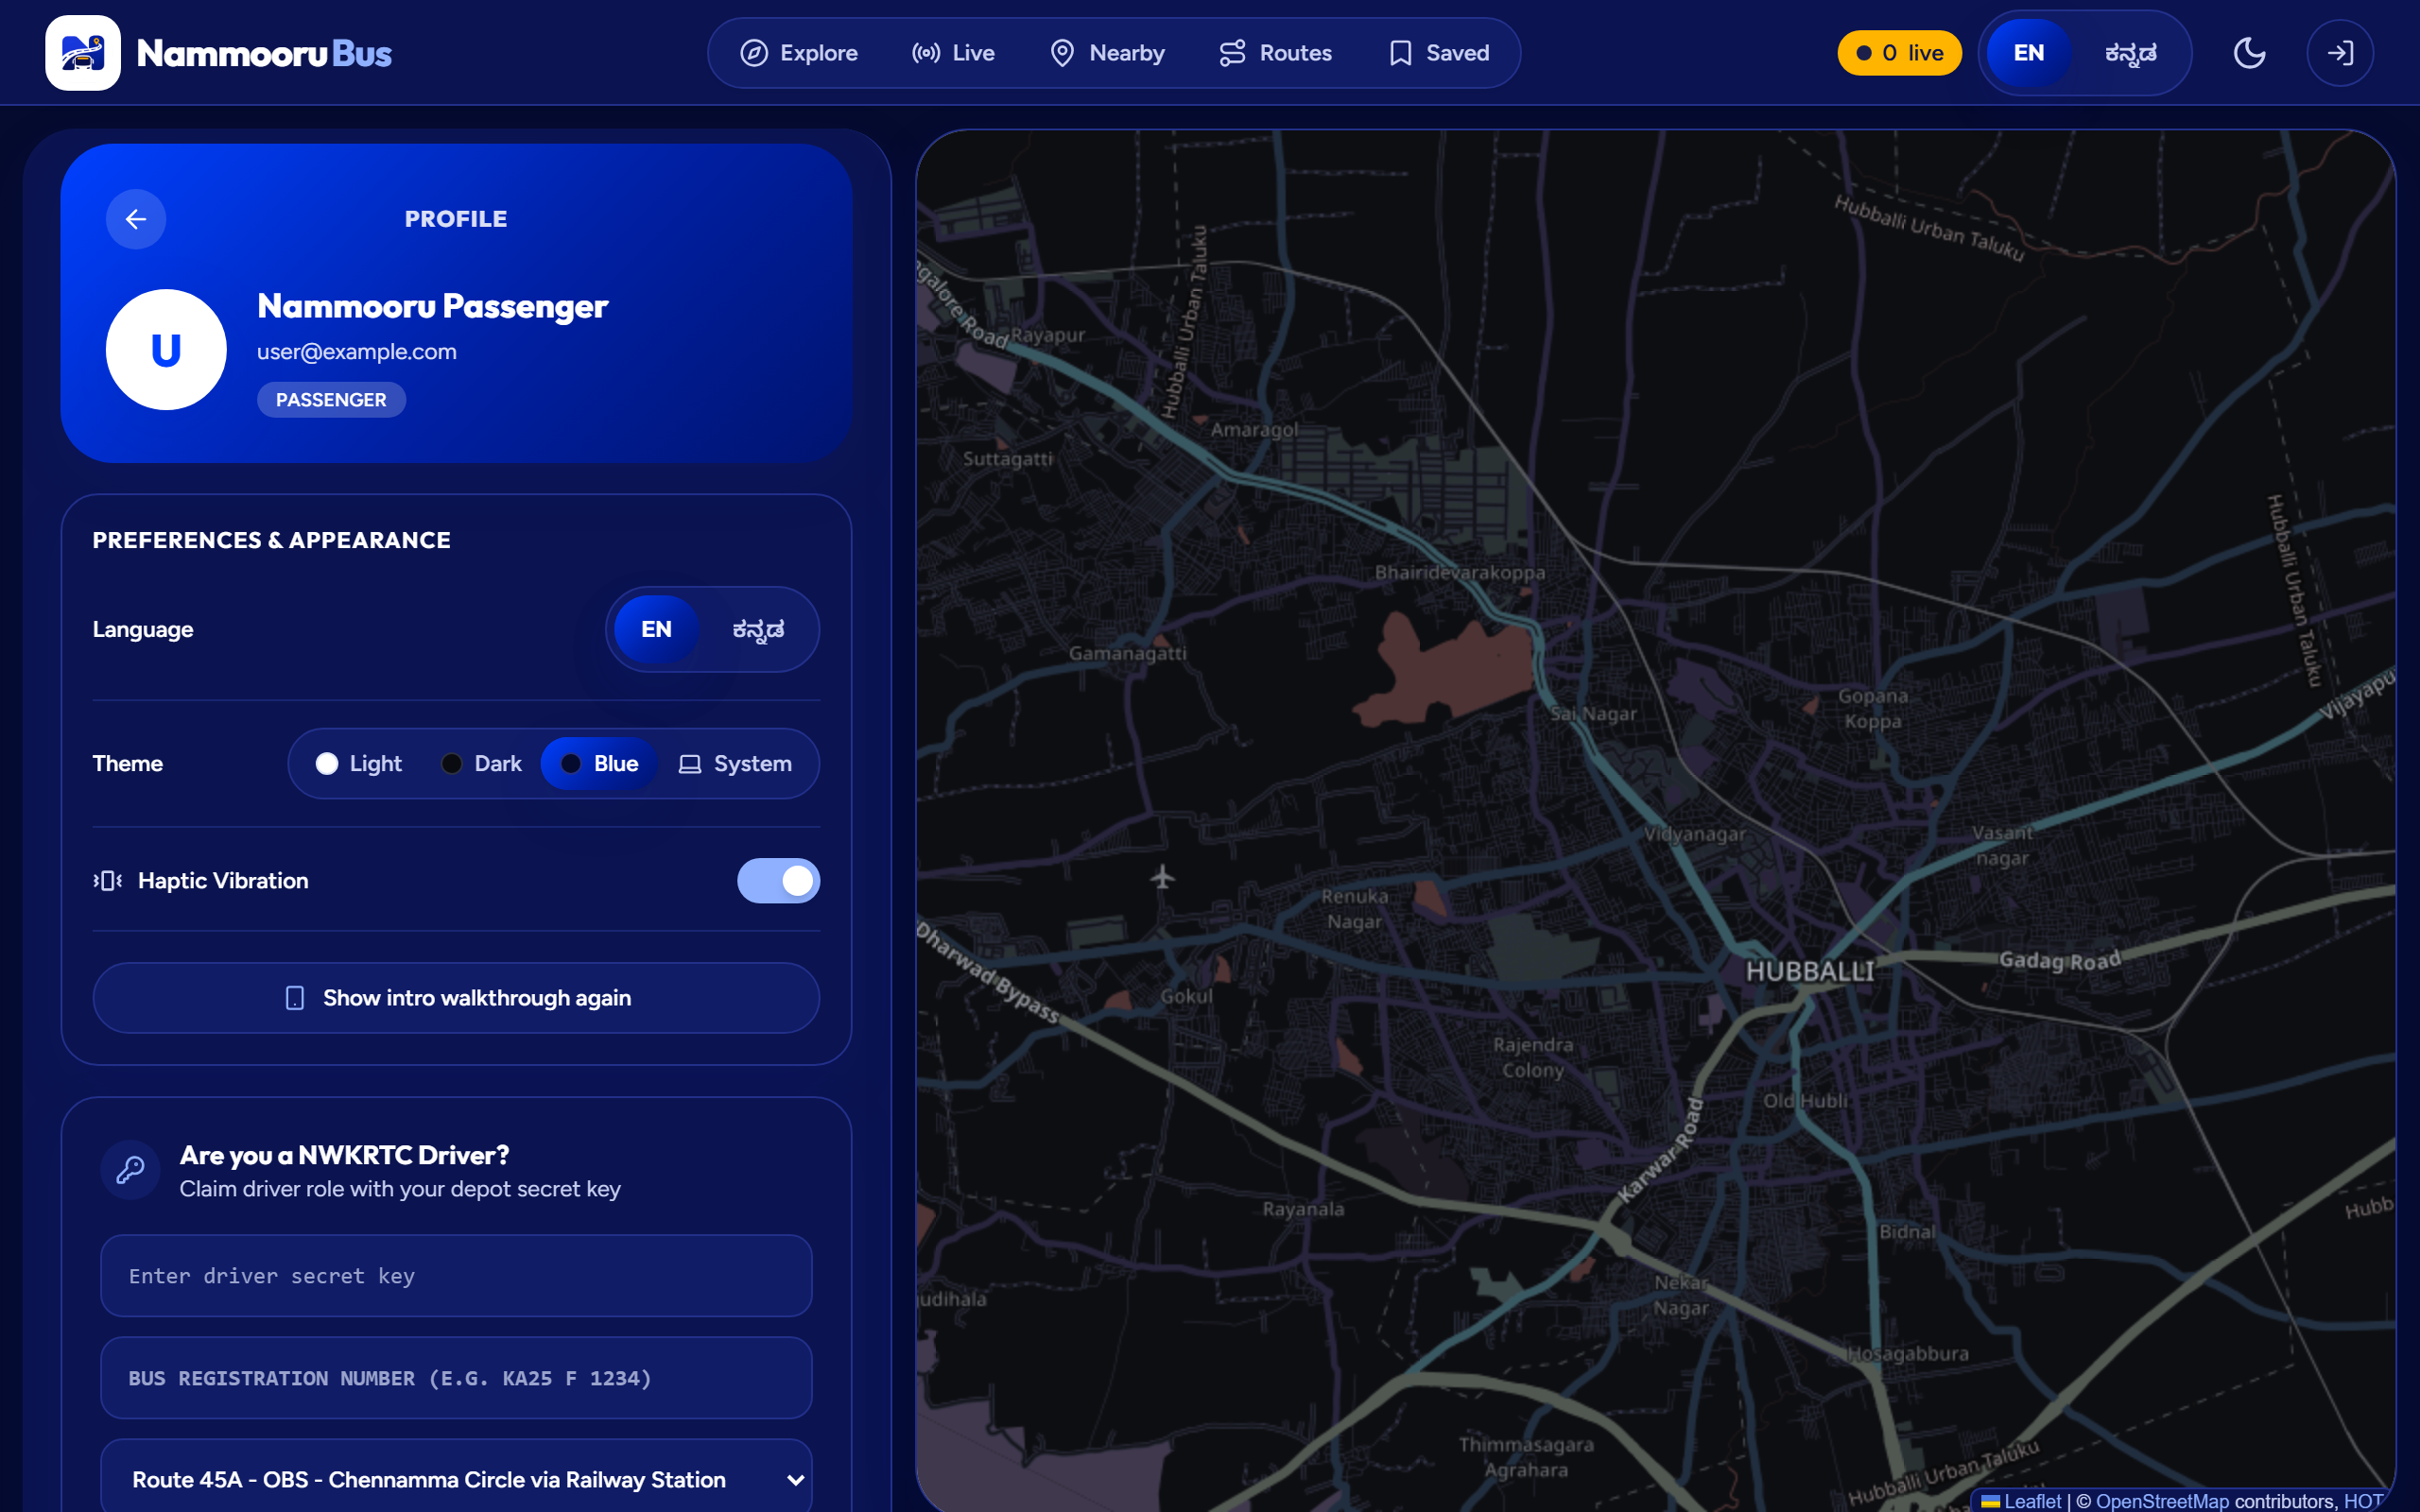 Nammooru Bus
Explore
Live
Nearby
Routes
Saved
0 live
EN
ಕನ್ನಡ
PROFILE
U
Nammooru Passenger
user@example.com
PASSENGER
PREFERENCES & APPEARANCE
Language
EN
ಕನ್ನಡ
Theme
Light
Dark
Blue
System
Haptic Vibration
Show intro walkthrough again
Are you a NWKRTC Driver?
Claim driver role with your depot secret key
Enter driver secret key
BUS REGISTRATION NUMBER (E.G. KA25 F 1234)
Route 45A - OBS - Chennamma Circle via Railway Station
Hubballi Urban Taluku
Hubballi Urban Taluku
Road
Rayapur
Amaragol
Suttagatti
Bhairidevarakoppa
Hubballi Urban Taluku
Gamanagatti
Gopana
Koppa
Sai Nagar
Vidyanagar
Vasant
nagar
Renuka
Nagar
Dharwad Bypass
HUBBALLI
Gadag Road
Gokul
Rajendra
Colony
Old Hubli
Karwar Road
Rayanala
Bidnal
Nekar
Nagar
Hosagabbura
Thimmasagara
Agrahara
Hubballi Urban Taluku
Leaflet | © OpenStreetMap contributors, HOT